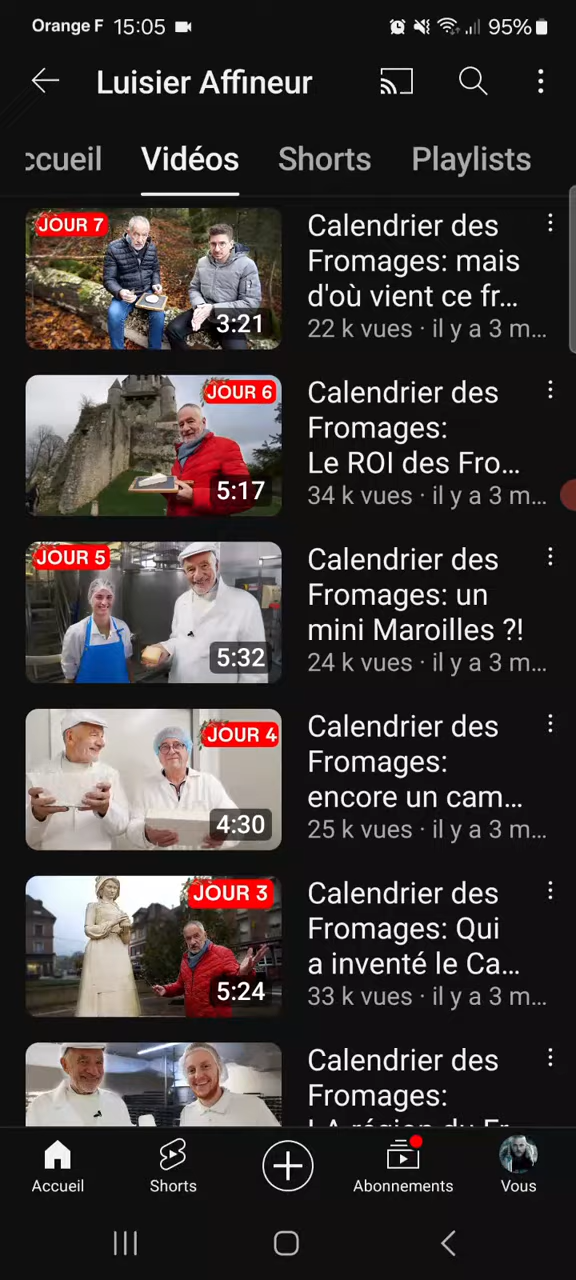 Orange F 15:05 95%
Luisier Affineur
ccueil Vidéos Shorts Playlists
JOUR 7
3:21
Calendrier des
Fromages: mais
d'où vient ce fr...
22 k vues · il y a 3 m...
JOUR 6
5:17
Calendrier des
Fromages:
Le ROI des Fro...
34 k vues · il y a 3 m...
JOUR 5
5:32
Calendrier des
Fromages: un
mini Maroilles ?!
24 k vues · il y a 3 m...
JOUR 4
4:30
Calendrier des
Fromages:
encore un cam...
25 k vues · il y a 3 m...
JOUR 3
5:24
Calendrier des
Fromages: Qui
a inventé le Ca...
33 k vues · il y a 3 m...
Calendrier des
Fromages:
Accueil Shorts Abonnements Vous